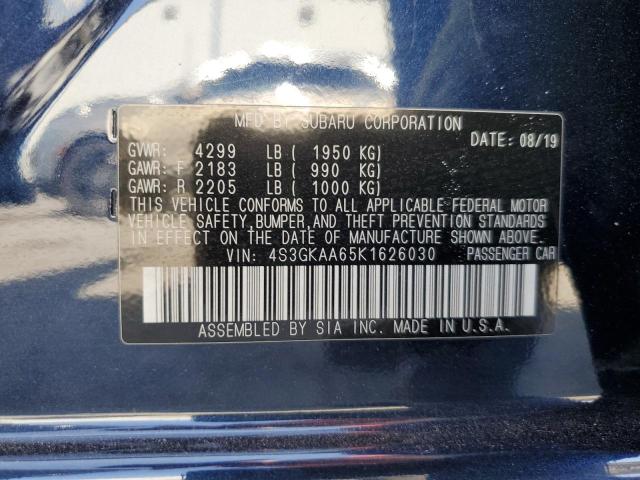 MFD BY SUBARU CORPORATION
DATE: 08/19
GVWR: 4299 LB ( 1950 KG)
GAWR: F 2183 LB ( 990 KG)
GAWR: R 2205 LB ( 1000 KG)
THIS VEHICLE CONFORMS TO ALL APPLICABLE FEDERAL MOTOR
VEHICLE SAFETY, BUMPER, AND THEFT PREVENTION STANDARDS
IN EFFECT ON THE DATE OF MANUFACTURE SHOWN ABOVE.
VIN: 4S3GKAA65K1626030 PASSENGER CAR
ASSEMBLED BY SIA INC. MADE IN U.S.A.